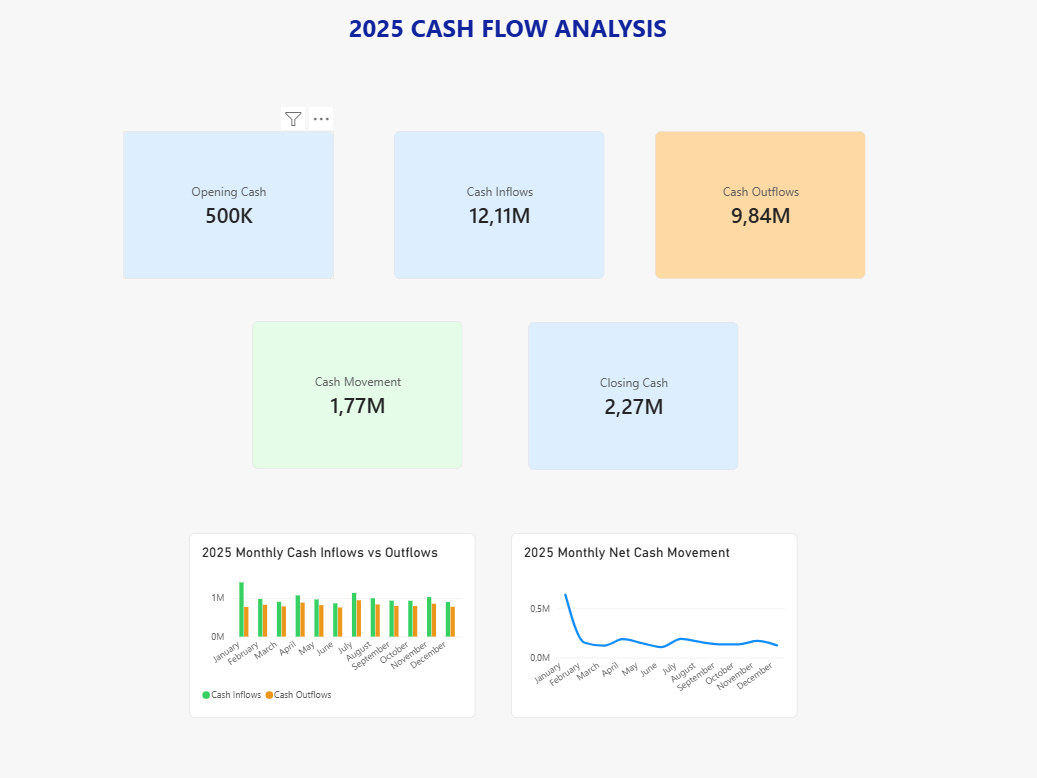 2025 CASH FLOW ANALYSIS
Opening Cash
500K
Cash Inflows
12,11M
Cash Outflows
9,84M
Cash Movement
1,77M
Closing Cash
2,27M
2025 Monthly Cash Inflows vs Outflows
1M
0M
January
February
March
April
May
June
July
August
September
October
November
December
Cash Inflows
Cash Outflows
2025 Monthly Net Cash Movement
0,5M
0,0M
January
February
March
April
May
June
July
August
September
October
November
December